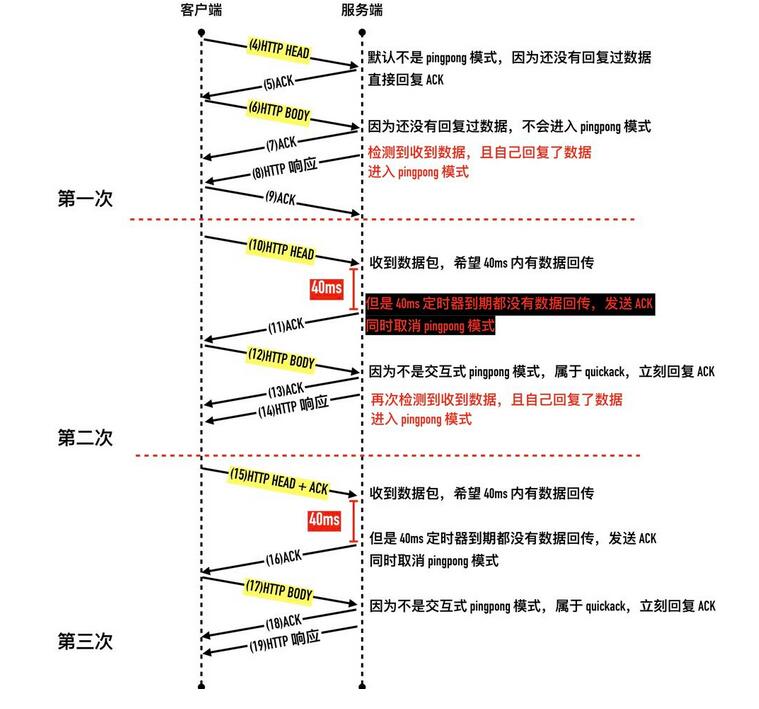 客户端
服务端
(4)HTTP HEAD
默认不是 pingpong 模式，因为还没有回复过数据
直接回复 ACK
(5)ACK
(6)HTTP BODY
因为还没有回复过数据，不会进入 pingpong 模式
(7)ACK
检测到收到数据，且自己回复了数据
进入 pingpong 模式
(8)HTTP 响应
(9)ACK
第一次
(10)HTTP HEAD
收到数据包，希望 40ms 内有数据回传
40ms
但是 40ms 定时器到期都没有数据回传，发送 ACK
同时取消 pingpong 模式
(11)ACK
(12)HTTP BODY
因为不是交互式 pingpong 模式，属于 quickack，立刻回复 ACK
(13)ACK
再次检测到收到数据，且自己回复了数据
进入 pingpong 模式
(14)HTTP 响应
第二次
(15)HTTP HEAD + ACK
收到数据包，希望 40ms 内有数据回传
40ms
但是 40ms 定时器到期都没有数据回传，发送 ACK
同时取消 pingpong 模式
(16)ACK
(17)HTTP BODY
因为不是交互式 pingpong 模式，属于 quickack，立刻回复 ACK
(18)ACK
(19)HTTP 响应
第三次